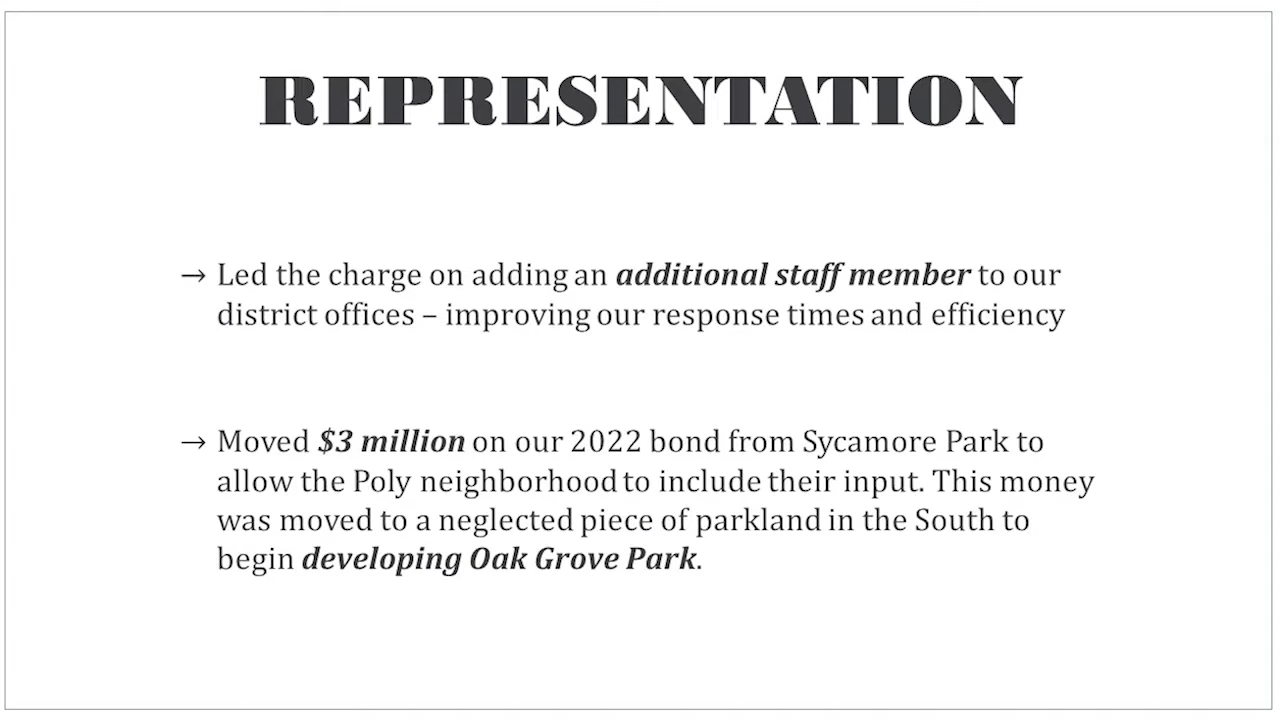 REPRESENTATION
→ Led the charge on adding an additional staff member to our
district offices – improving our response times and efficiency
→ Moved $3 million on our 2022 bond from Sycamore Park to
allow the Poly neighborhood to include their input. This money
was moved to a neglected piece of parkland in the South to
begin developing Oak Grove Park.